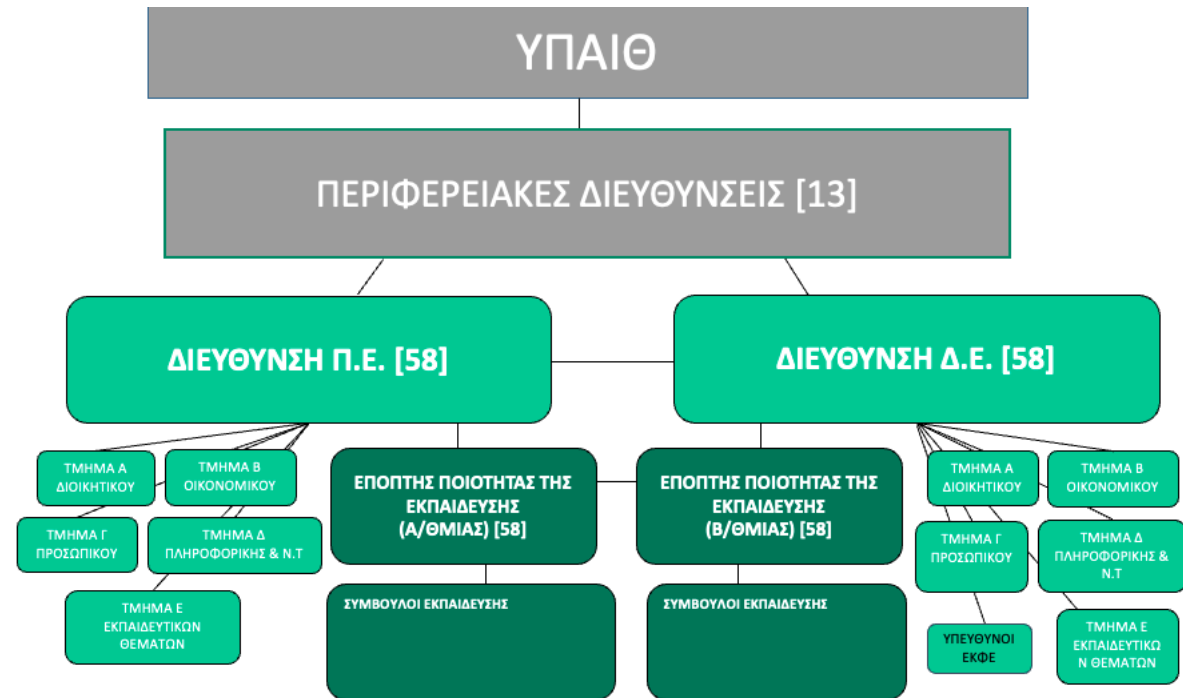 ΥΠΑΙΘ
ΠΕΡΙΦΕΡΕΙΑΚΕΣ ΔΙΕΥΘΥΝΣΕΙΣ [13]
ΔΙΕΥΘΥΝΣΗ Π.Ε. [58]
ΔΙΕΥΘΥΝΣΗ Δ.Ε. [58]
ΤΜΗΜΑ Α
ΔΙΟΙΚΗΤΙΚΟΥ
ΤΜΗΜΑ Β
ΟΙΚΟΝΟΜΙΚΟΥ
ΤΜΗΜΑ Γ
ΠΡΟΣΩΠΙΚΟΥ
ΤΜΗΜΑ Δ
ΠΛΗΡΟΦΟΡΙΚΗΣ & Ν.Τ
ΤΜΗΜΑ Ε
ΕΚΠΑΙΔΕΥΤΙΚΩΝ
ΘΕΜΑΤΩΝ
ΕΠΟΠΤΗΣ ΠΟΙΟΤΗΤΑΣ ΤΗΣ
ΕΚΠΑΙΔΕΥΣΗΣ
(Α/ΘΜΙΑΣ) [58]
ΣΥΜΒΟΥΛΟΙ ΕΚΠΑΙΔΕΥΣΗΣ
ΕΠΟΠΤΗΣ ΠΟΙΟΤΗΤΑΣ ΤΗΣ
ΕΚΠΑΙΔΕΥΣΗΣ
(Β/ΘΜΙΑΣ) [58]
ΣΥΜΒΟΥΛΟΙ ΕΚΠΑΙΔΕΥΣΗΣ
ΤΜΗΜΑ Α
ΔΙΟΙΚΗΤΙΚΟΥ
ΤΜΗΜΑ Β
ΟΙΚΟΝΟΜΙΚΟΥ
ΤΜΗΜΑ Γ
ΠΡΟΣΩΠΙΚΟΥ
ΤΜΗΜΑ Δ
ΠΛΗΡΟΦΟΡΙΚΗΣ &
Ν.Τ
ΥΠΕΥΘΥΝΟΙ
ΕΚΦΕ
ΤΜΗΜΑ Ε
ΕΚΠΑΙΔΕΥΤΙΚΩ
Ν ΘΕΜΑΤΩΝ